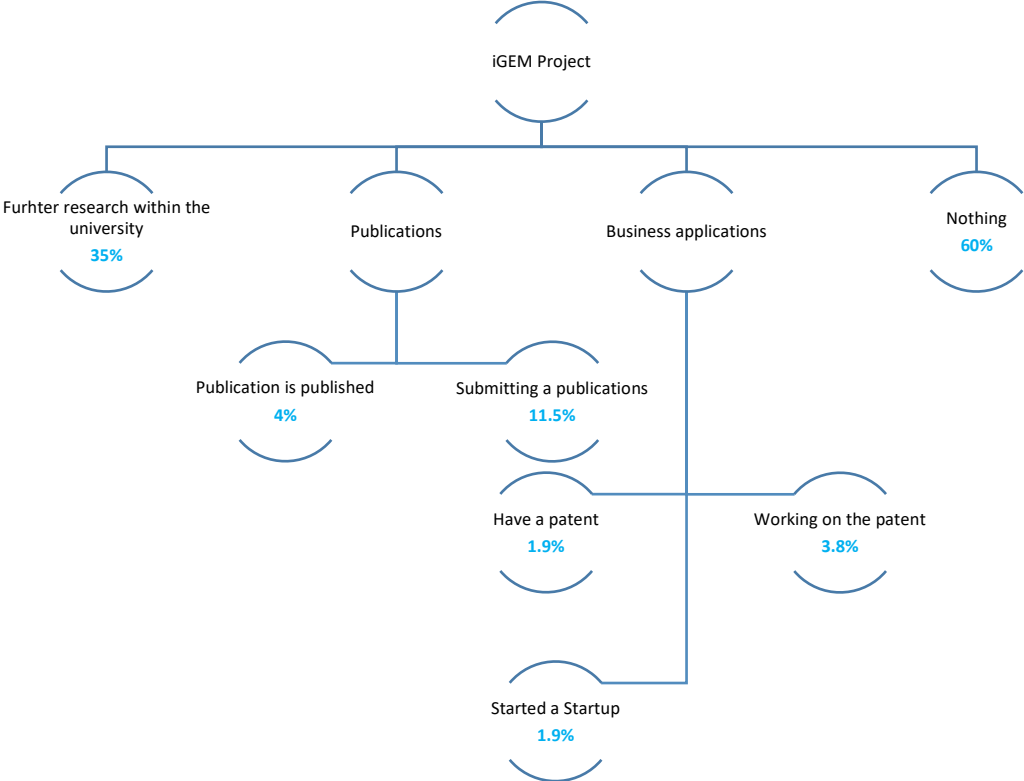 iGEM Project
Furhter research within the
university
35%
Publications
Business applications
Nothing
60%
Publication is published
4%
Submitting a publications
11.5%
Have a patent
1.9%
Working on the patent
3.8%
Started a Startup
1.9%